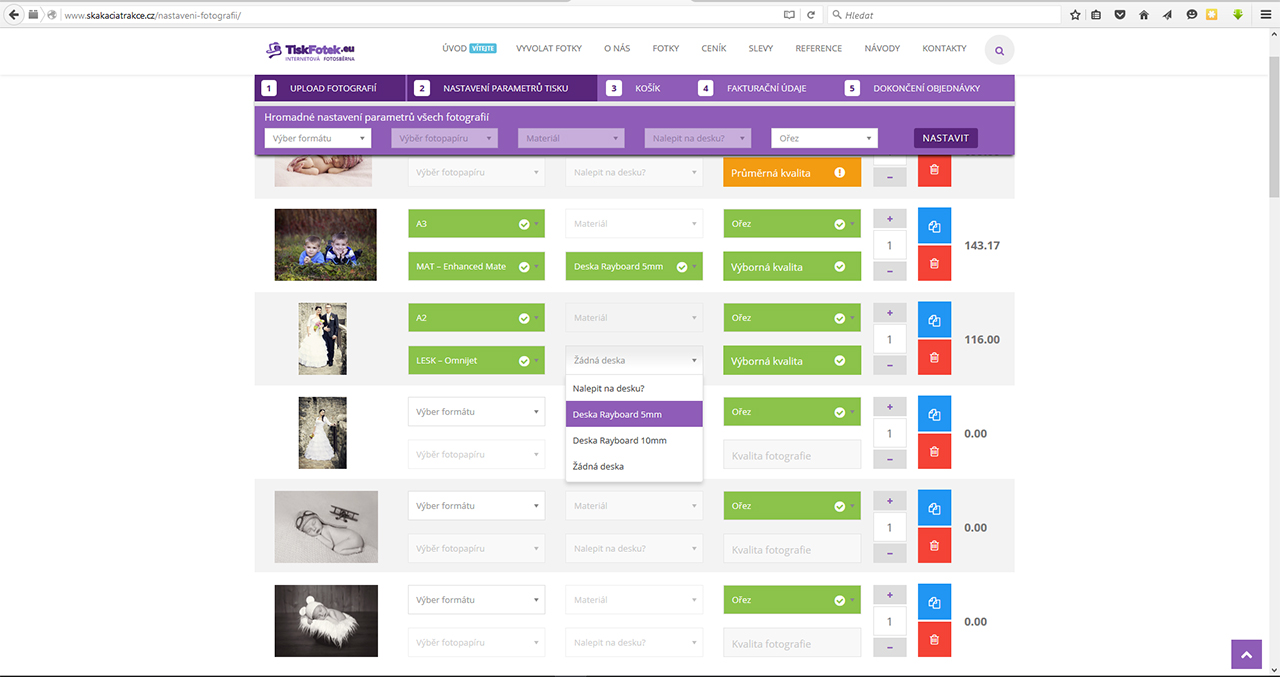 www.skakaciatrakce.cz/nastaveni-fotografii/
Hledat
TiskFotek.eu
INTERNETOVÁ FOTOSBĚRNA
ÚVOD VÍTEJTE VYVOLAT FOTKY O NÁS FOTKY CENÍK SLEVY REFERENCE NÁVODY KONTAKTY
1 UPLOAD FOTOGRAFIÍ 2 NASTAVENÍ PARAMETRŮ TISKU 3 KOŠÍK 4 FAKTURAČNÍ ÚDAJE 5 DOKONČENÍ OBJEDNÁVKY
Hromadné nastavení parametrů všech fotografií
Výběr formátu Výběr fotopapíru Materiál Nalepit na desku? Ořez NASTAVIT
Výběr fotopapíru Nalepit na desku? Průměrná kvalita –
A3 Materiál Ořez +
1 143.17
MAT – Enhanced Mate Deska Rayboard 5mm Výborná kvalita –
A2 Materiál Ořez +
1 116.00
LESK – Omnijet Žádná deska Výborná kvalita –
Nalepit na desku?
Deska Rayboard 5mm
Deska Rayboard 10mm
Žádná deska
Výber formátu Ořez +
1 0.00
Výběr fotopapíru Kvalita fotografie –
Výber formátu Materiál Ořez +
1 0.00
Výběr fotopapíru Nalepit na desku? Kvalita fotografie –
Výber formátu Materiál Ořez +
1 0.00
Výběr fotopapíru Nalepit na desku? Kvalita fotografie –